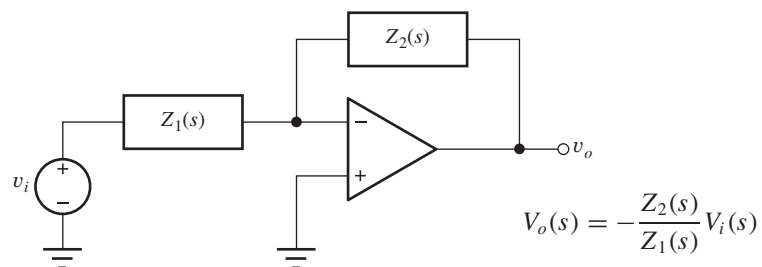 Z₂(s)
Z₁(s)
−
+
+
−
vᵢ
vₒ
Vₒ(s) = −Z₂(s)/Z₁(s) Vᵢ(s)